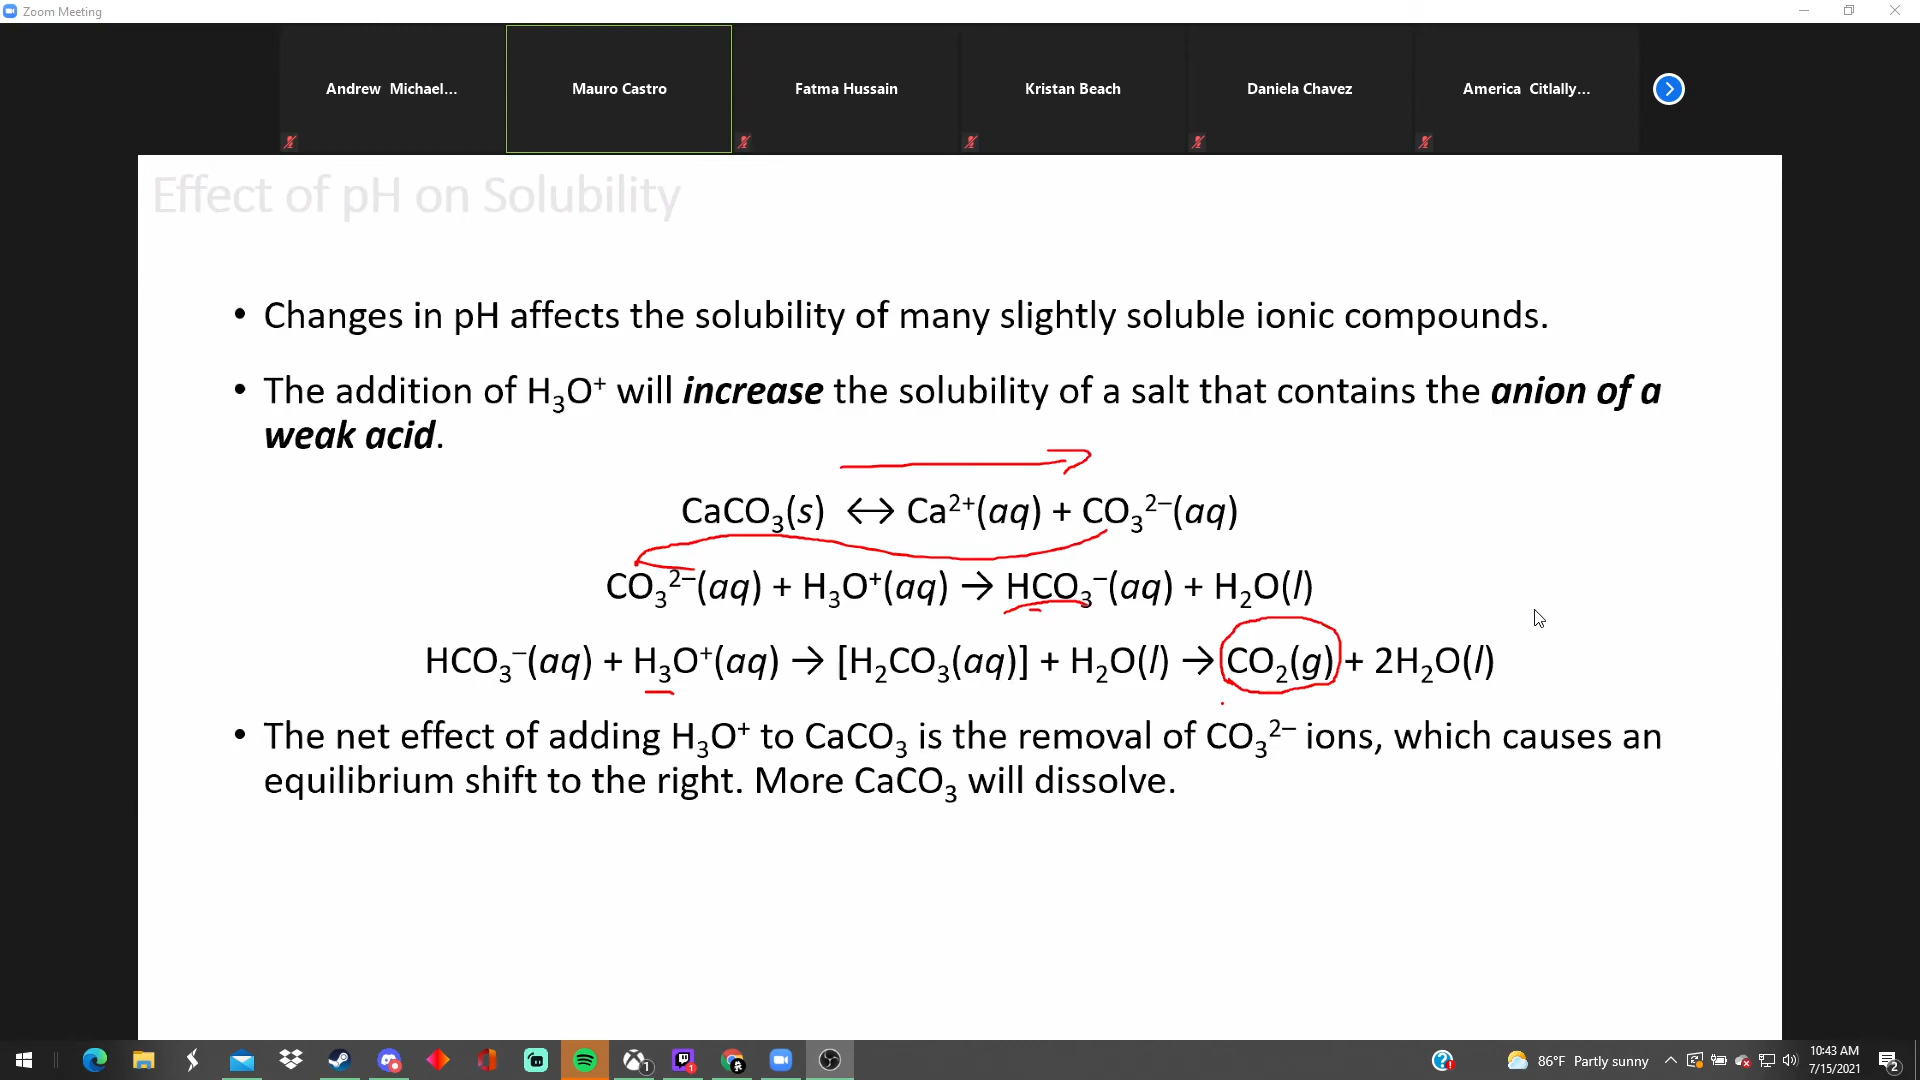 Zoom Meeting
Andrew Michael...
Mauro Castro
Fatma Hussain
Kristan Beach
Daniela Chavez
America Citlally...
Effect of pH on Solubility
• Changes in pH affects the solubility of many slightly soluble ionic compounds.
• The addition of H₃O⁺ will increase the solubility of a salt that contains the anion of a
weak acid.
CaCO₃(s) ↔ Ca²⁺(aq) + CO₃²⁻(aq)
CO₃²⁻(aq) + H₃O⁺(aq) → HCO₃⁻(aq) + H₂O(l)
HCO₃⁻(aq) + H₃O⁺(aq) → [H₂CO₃(aq)] + H₂O(l) → CO₂(g) + 2H₂O(l)
• The net effect of adding H₃O⁺ to CaCO₃ is the removal of CO₃²⁻ ions, which causes an
equilibrium shift to the right. More CaCO₃ will dissolve.
1
1
86°F Partly sunny
10:43 AM
7/15/2021
2